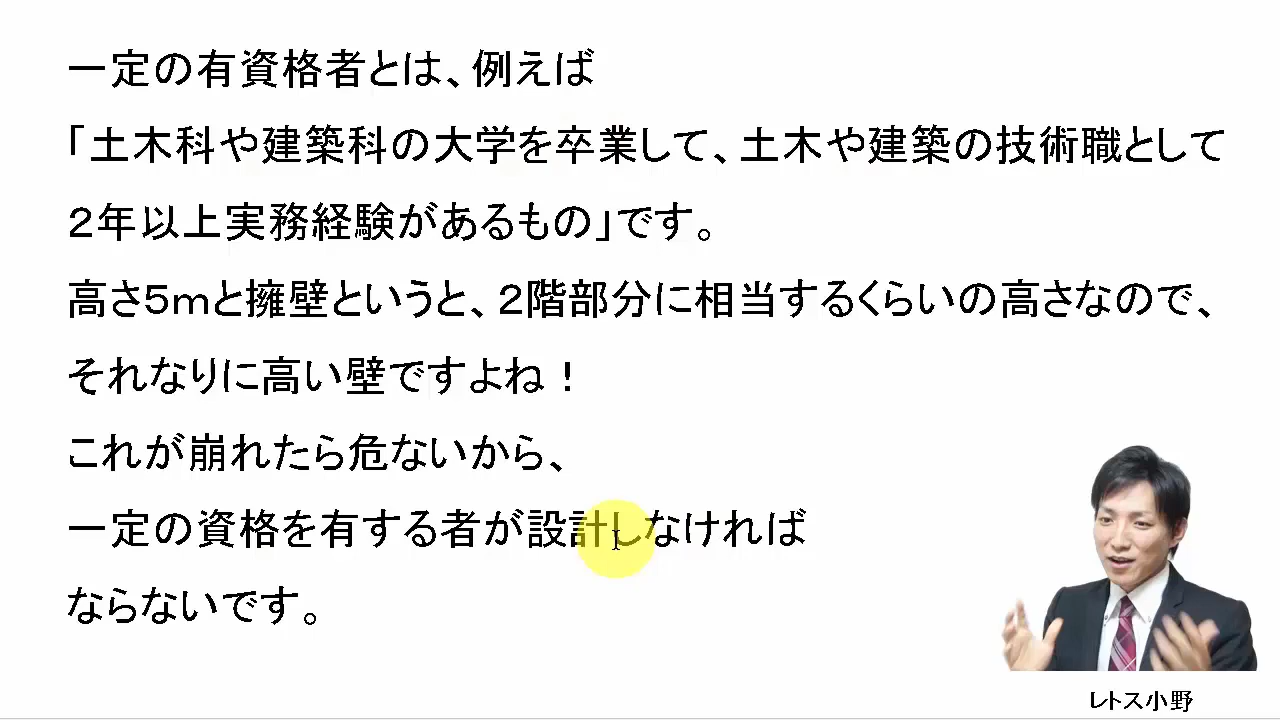 一定の有資格者とは、例えば
「土木科や建築科の大学を卒業して、土木や建築の技術職として
２年以上実務経験があるもの」です。
高さ５ｍと擁壁というと、２階部分に相当するくらいの高さなので、
それなりに高い壁ですよね！
これが崩れたら危ないから、
一定の資格を有する者が設計しなければ
ならないです。
レトス小野